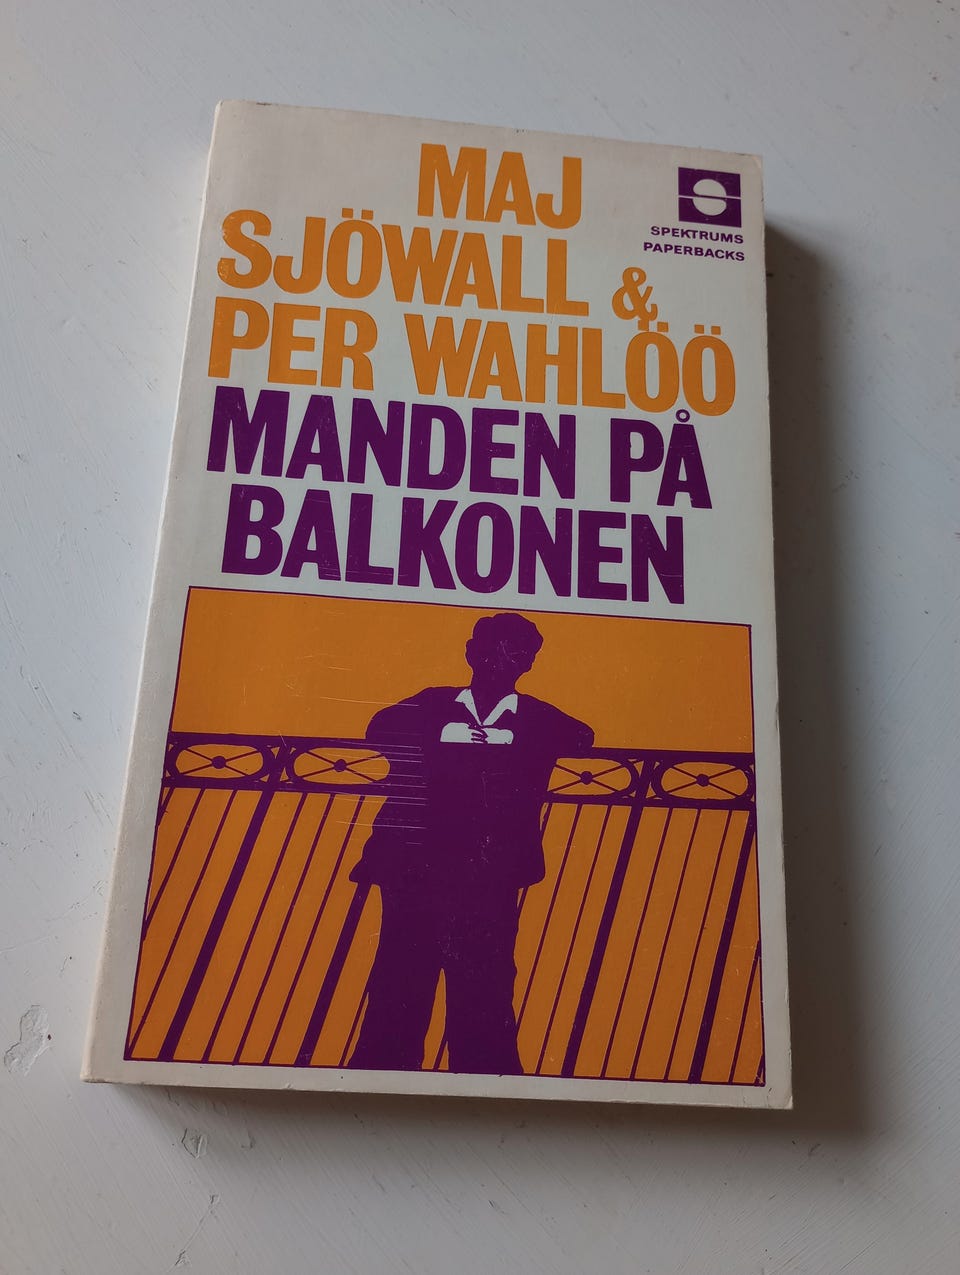 MAJ
SJÖWALL &
PER WAHLÖÖ
MANDEN PÅ
BALKONEN
SPEKTRUMS
PAPERBACKS